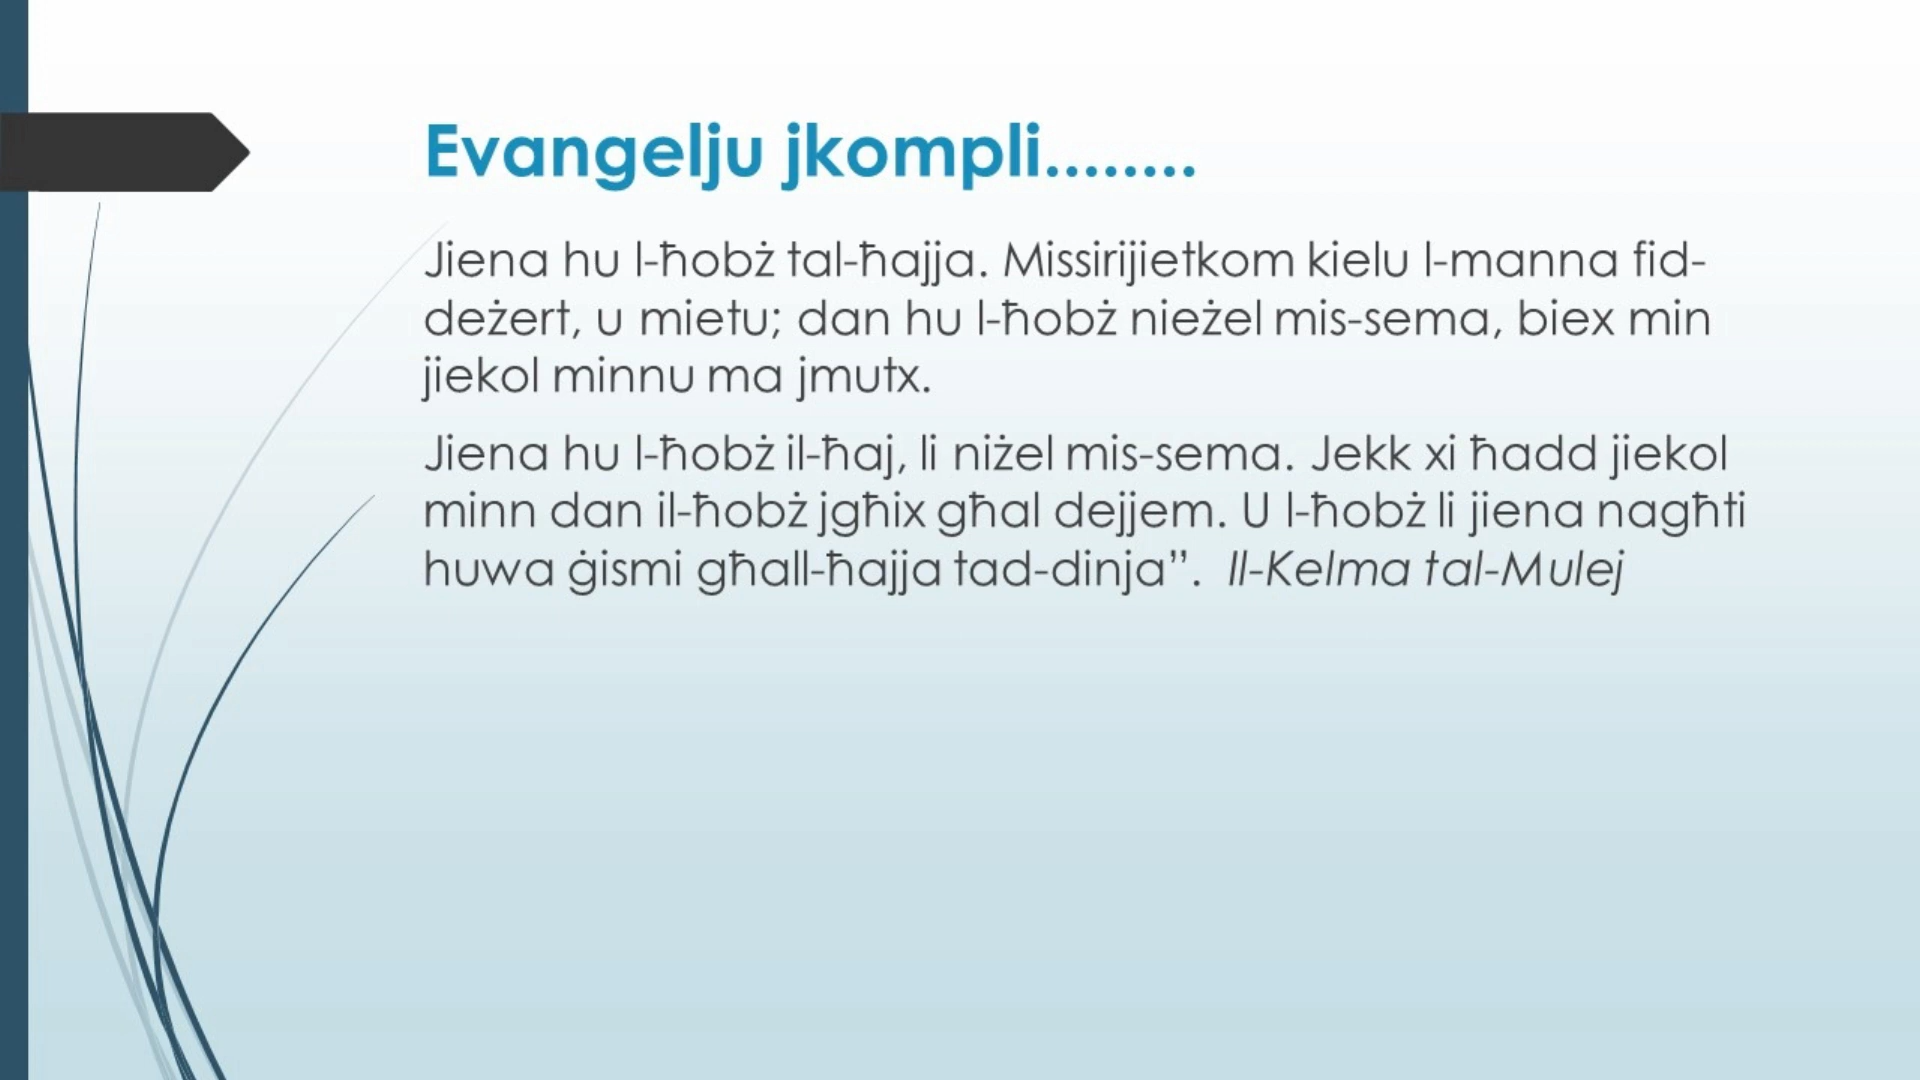 Evangelju jkompli........
Jiena hu l-ħobż tal-ħajja. Missirijietkom kielu l-manna fid-
deżert, u mietu; dan hu l-ħobż nieżel mis-sema, biex min
jiekol minnu ma jmutx.
Jiena hu l-ħobż il-ħaj, li niżel mis-sema. Jekk xi ħadd jiekol
minn dan il-ħobż jgħix għal dejjem. U l-ħobż li jiena nagħti
huwa ġismi għall-ħajja tad-dinja”. Il-Kelma tal-Mulej